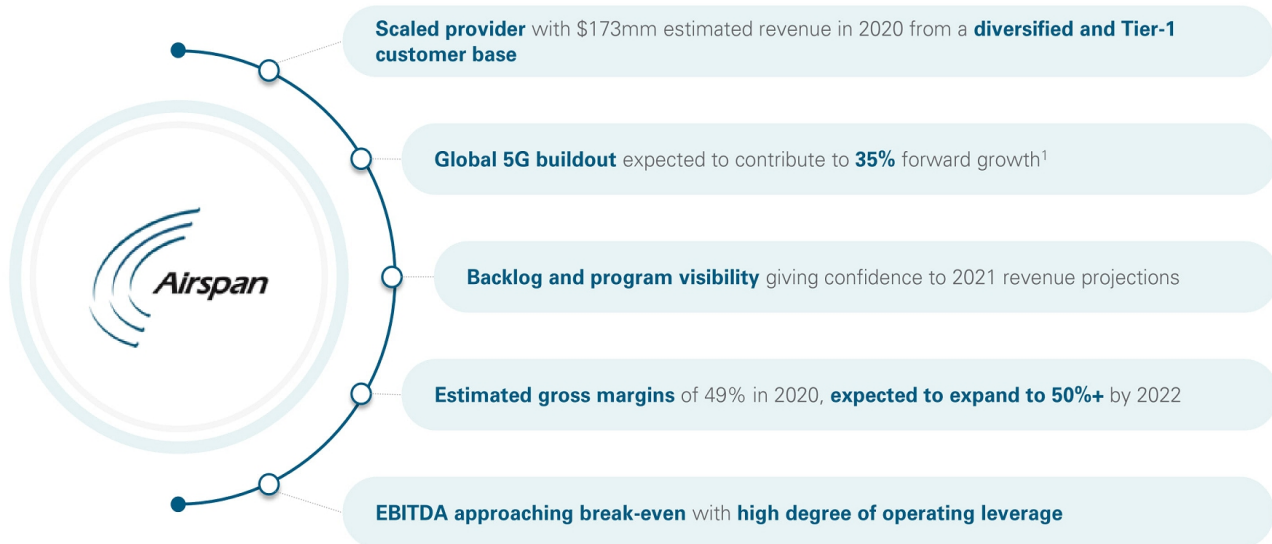 Scaled provider with $173mm estimated revenue in 2020 from a diversified and Tier-1
customer base
Global 5G buildout expected to contribute to 35% forward growth¹
Airspan
Backlog and program visibility giving confidence to 2021 revenue projections
Estimated gross margins of 49% in 2020, expected to expand to 50%+ by 2022
EBITDA approaching break-even with high degree of operating leverage